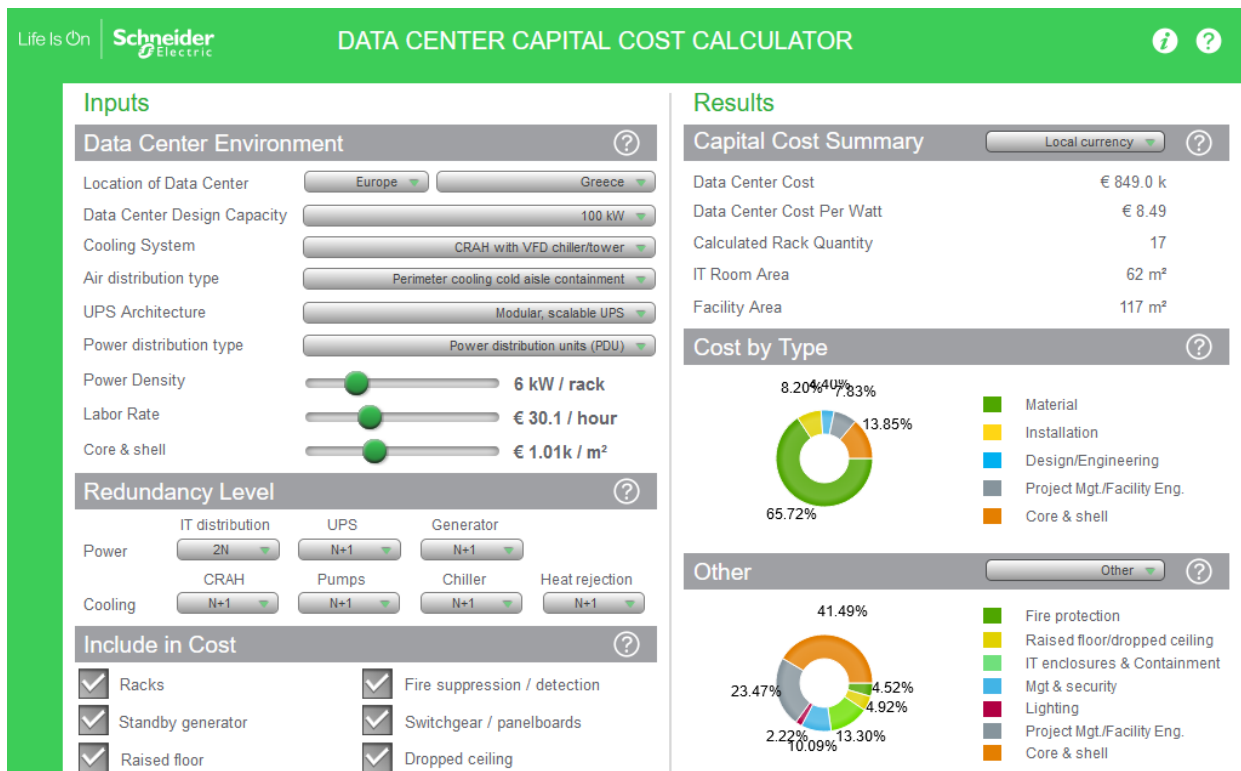 Life Is On Schneider Electric
DATA CENTER CAPITAL COST CALCULATOR
i ?
Inputs
Data Center Environment ?
Location of Data Center Europe Greece
Data Center Design Capacity 100 kW
Cooling System CRAH with VFD chiller/tower
Air distribution type Perimeter cooling cold aisle containment
UPS Architecture Modular, scalable UPS
Power distribution type Power distribution units (PDU)
Power Density 6 kW / rack
Labor Rate € 30.1 / hour
Core & shell € 1.01k / m²
Redundancy Level ?
IT distribution UPS Generator
Power 2N N+1 N+1
CRAH Pumps Chiller Heat rejection
Cooling N+1 N+1 N+1 N+1
Include in Cost ?
Racks Fire suppression / detection
Standby generator Switchgear / panelboards
Raised floor Dropped ceiling
Results
Capital Cost Summary Local currency ?
Data Center Cost € 849.0 k
Data Center Cost Per Watt € 8.49
Calculated Rack Quantity 17
IT Room Area 62 m²
Facility Area 117 m²
Cost by Type ?
8.20% 4.40% 7.83%
13.85%
65.72%
Material
Installation
Design/Engineering
Project Mgt./Facility Eng.
Core & shell
Other Other ?
41.49%
23.47% 4.52%
4.92%
2.22% 13.30%
10.09%
Fire protection
Raised floor/dropped ceiling
IT enclosures & Containment
Mgt & security
Lighting
Project Mgt./Facility Eng.
Core & shell